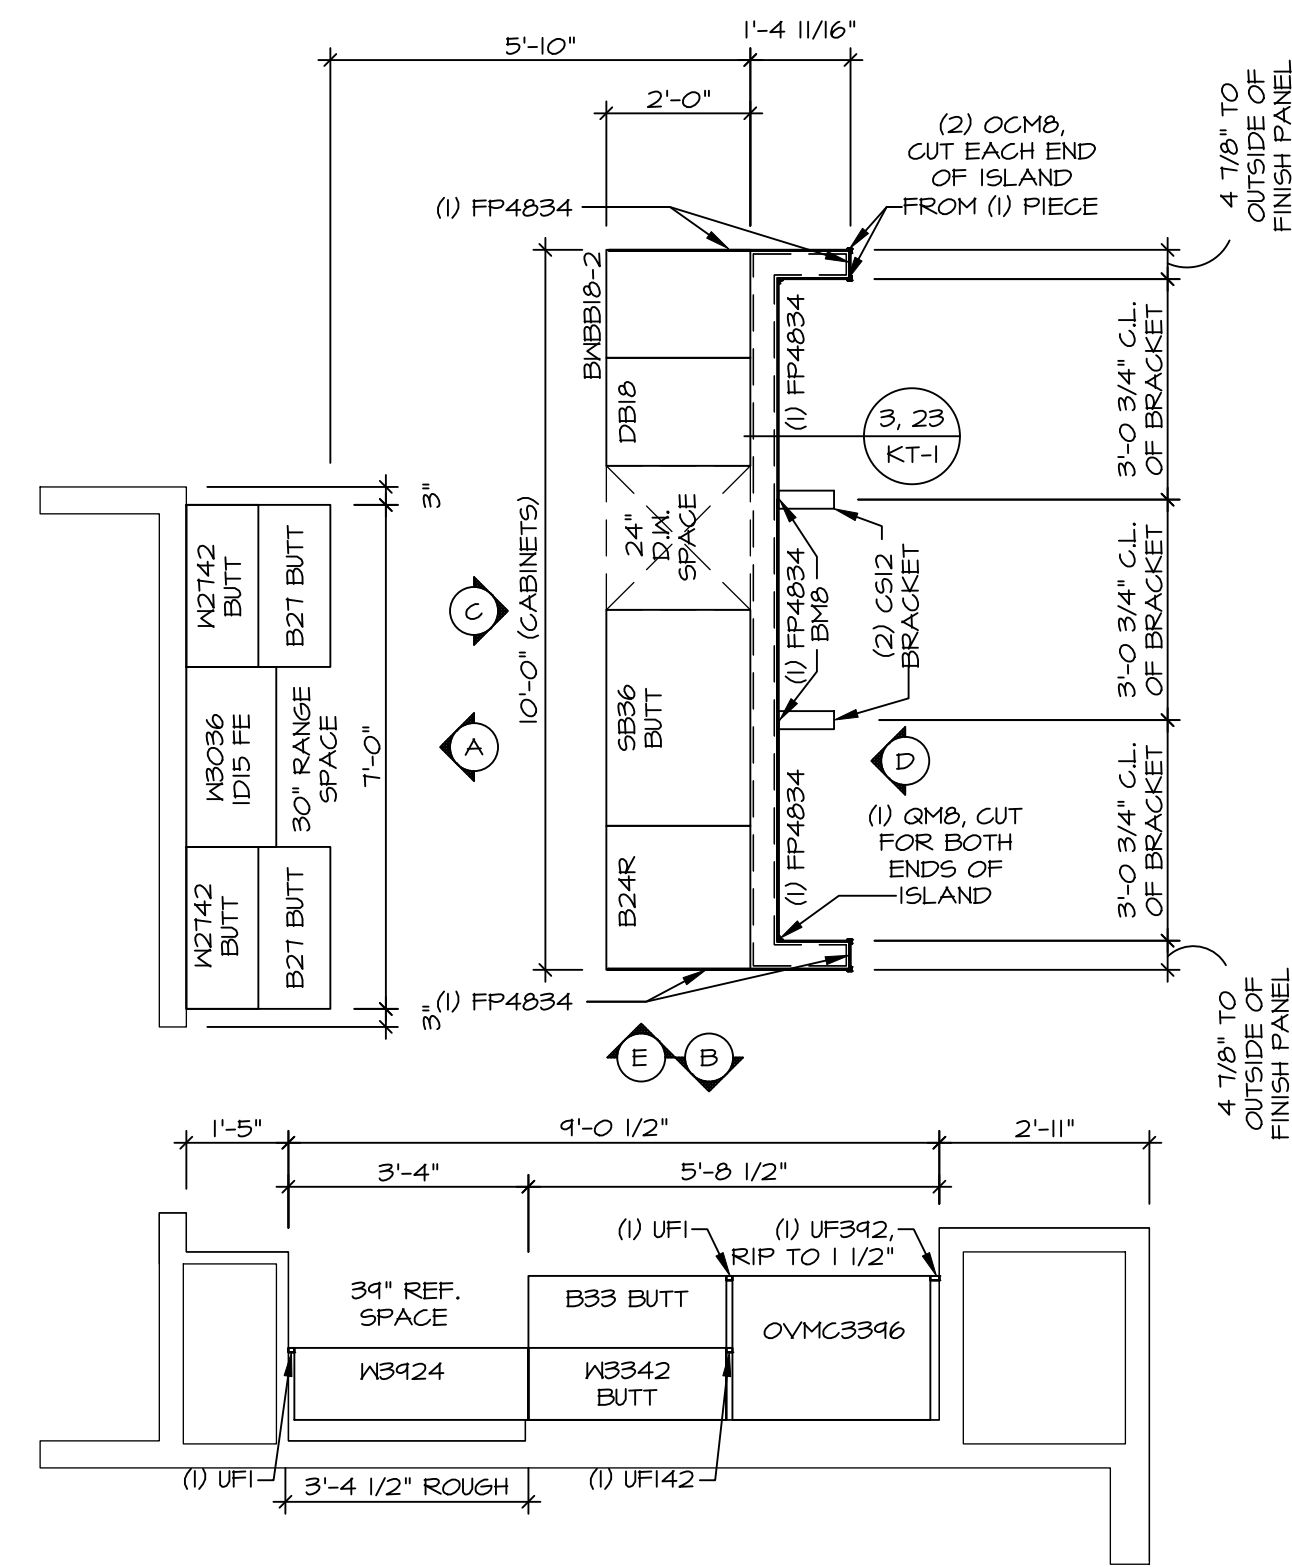 1'-4 11/16"
5'-10"
2'-0"
4 7/8" TO
OUTSIDE OF
FINISH PANEL
(2) OCM8,
CUT EACH END
OF ISLAND
FROM (1) PIECE
(1) FP4834
BWBB18-2
DB18
24"
D.W.
SPACE
SB36
BUTT
B24R
10'-0" (CABINETS)
(1) FP4834
(1) FP4834
BM8
(1) FP4834
3, 23
KT-1
(2) CS12
BRACKET
3'-0 3/4" C.L.
OF BRACKET
3'-0 3/4" C.L.
OF BRACKET
3'-0 3/4" C.L.
OF BRACKET
3"
W2742
BUTT
B27 BUTT
W3036
1D15 FE
30" RANGE
SPACE
7'-0"
W2742
BUTT
B27 BUTT
3"
C
A
D
(1) QM8, CUT
FOR BOTH
ENDS OF
ISLAND
(1) FP4834
4 7/8" TO
OUTSIDE OF
FINISH PANEL
E
B
1'-5"
9'-0 1/2"
2'-11"
3'-4"
5'-8 1/2"
(1) UF1
(1) UF392,
RIP TO 1 1/2"
39" REF.
SPACE
B33 BUTT
OVMC3396
W3924
W3342
BUTT
(1) UF1
3'-4 1/2" ROUGH
(1) UF142